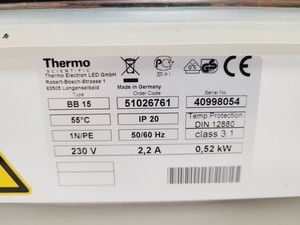 Thermo
SCIENTIFIC
Thermo Electron LED GmbH
Robert-Bosch-Strasse 1
63505 Langenselbold
Made in Germany
Type
Order Code
Serial No.
BB 15
51026761
40998054
55°C
IP 20
Temp.Protection
DIN 12880
1N/PE
50/60 Hz
class 3.1
230 V
2,2 A
0,52 kW